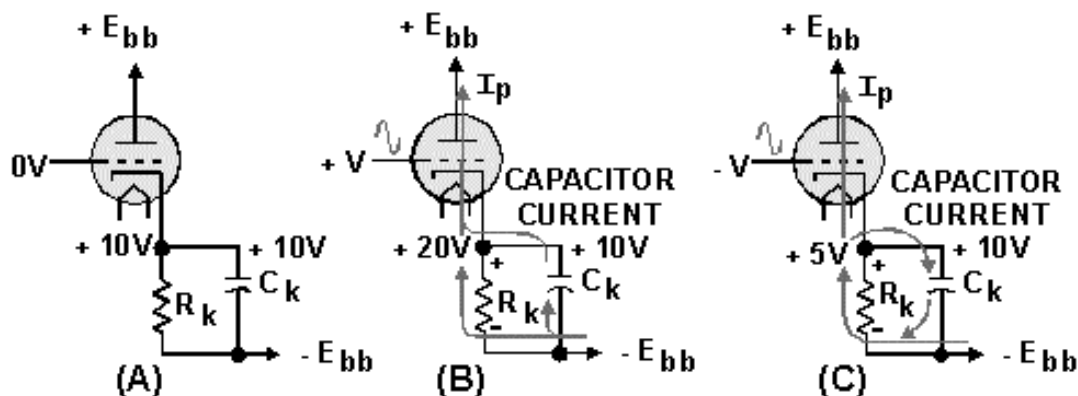 + Ebb
0V
+ 10V
+ 10V
Ck
Rk
- Ebb
(A)
+ Ebb
Ip
+ V
CAPACITOR
CURRENT
+ 20V
+ 10V
+
Ck
Rk
-
- Ebb
(B)
+ Ebb
Ip
- V
CAPACITOR
CURRENT
+ 5V
+ 10V
+
Ck
Rk
-
- Ebb
(C)